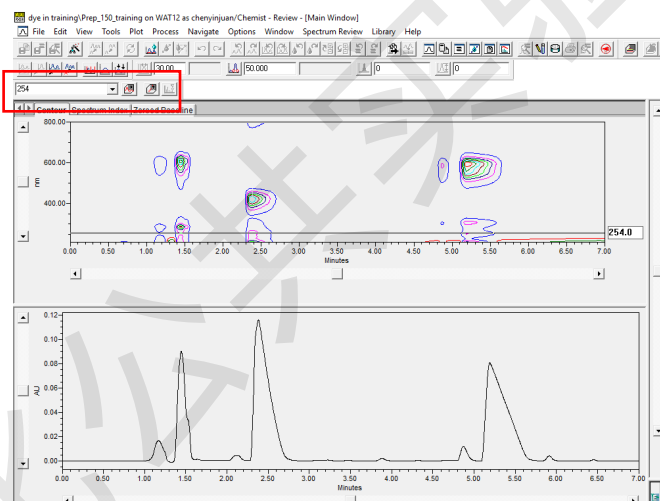 dye in training\Prep_150_training on WAT12 as chenyinjuan/Chemist - Review - [Main Window]
File Edit View Tools Plot Process Navigate Options Window Spectrum Review Library Help
30.00 50.000 0 0
254
Contour Spectrum Index Zeroed Baseline
800.00
600.00
nm
400.00
254.0
0.00 0.50 1.00 1.50 2.00 2.50 3.00 3.50 4.00 4.50 5.00 5.50 6.00 6.50 7.00
Minutes
0.12
0.10
0.08
0.06
AU
0.04
0.02
0.00
0.00 0.50 1.00 1.50 2.00 2.50 3.00 3.50 4.00 4.50 5.00 5.50 6.00 6.50 7.00
Minutes